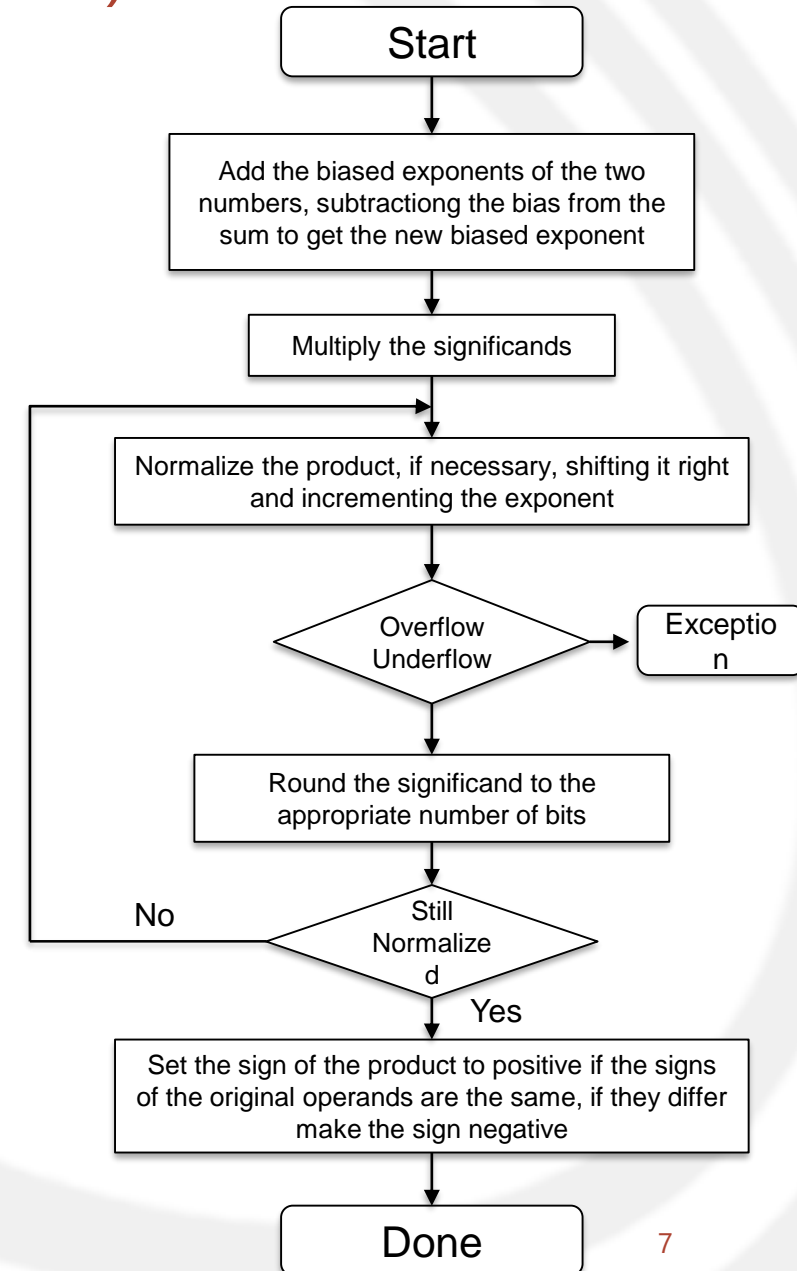 Start
Add the biased exponents of the two
numbers, subtractiong the bias from the
sum to get the new biased exponent
Multiply the significands
Normalize the product, if necessary, shifting it right
and incrementing the exponent
Overflow
Underflow
Exceptio
n
Round the significand to the
appropriate number of bits
No
Still
Normalize
d
Yes
Set the sign of the product to positive if the signs
of the original operands are the same, if they differ
make the sign negative
Done
7